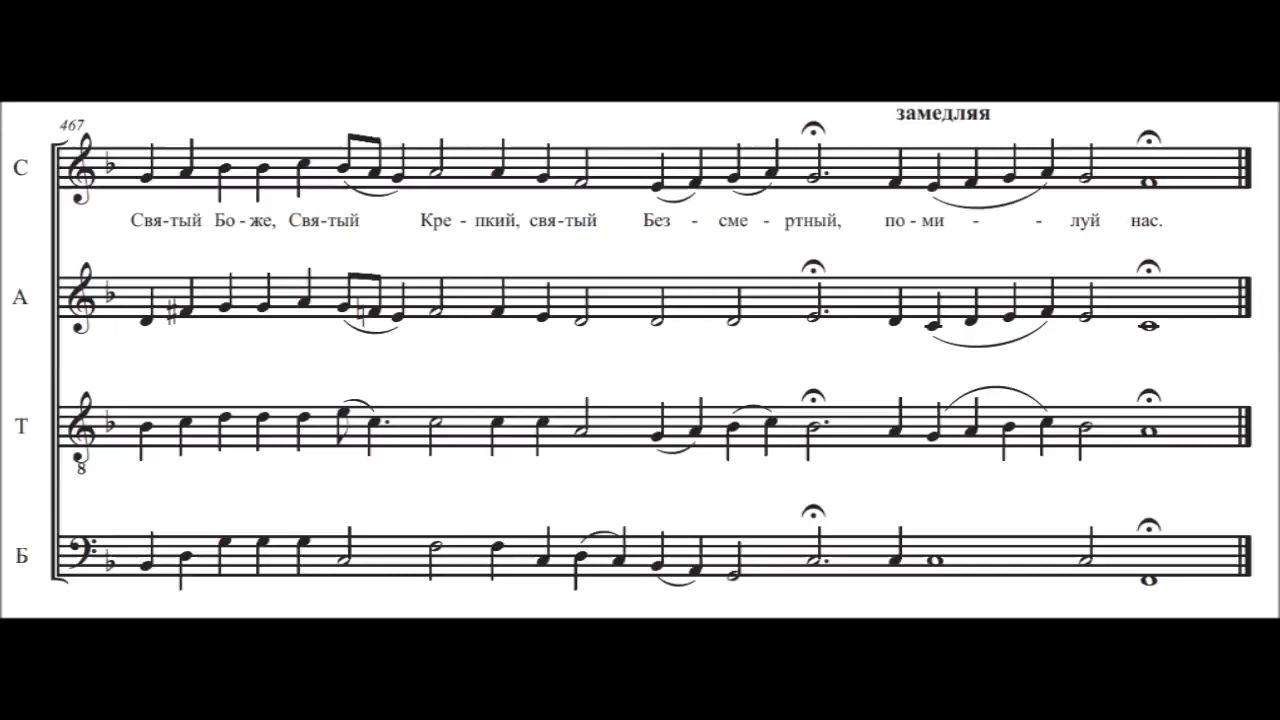 замедляя
467
С
Свя-тый Бо-же, Свя-тый Кре-пкий, свя-тый Без-сме-ртный, по-ми--луй нас.
А
Т
8
Б